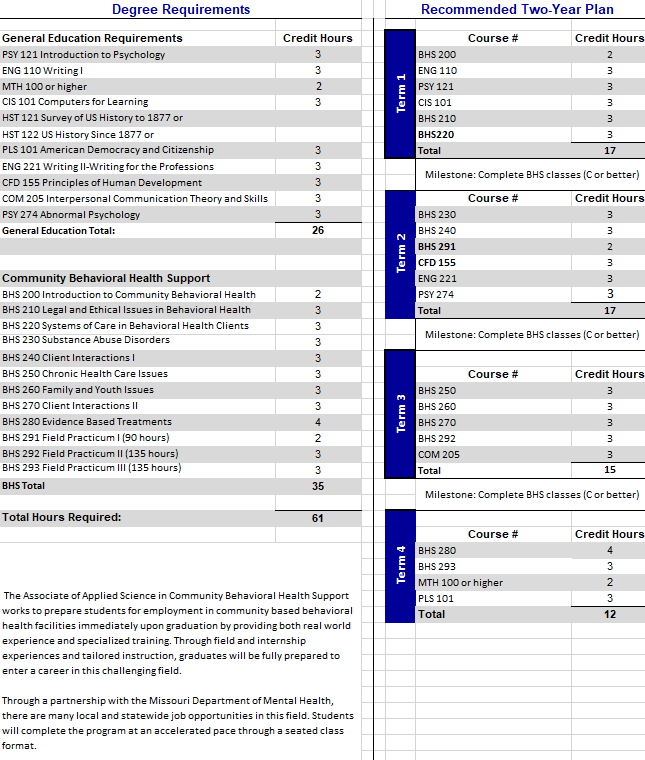 Degree Requirements
General Education Requirements Credit Hours
PSY 121 Introduction to Psychology 3
ENG 110 Writing I 3
MTH 100 or higher 2
CIS 101 Computers for Learning 3
HST 121 Survey of US History to 1877 or
HST 122 US History Since 1877 or
PLS 101 American Democracy and Citizenship 3
ENG 221 Writing II-Writing for the Professions 3
CFD 155 Principles of Human Development 3
COM 205 Interpersonal Communication Theory and Skills 3
PSY 274 Abnormal Psychology 3
General Education Total: 26
Community Behavioral Health Support
BHS 200 Introduction to Community Behavioral Health 2
BHS 210 Legal and Ethical Issues in Behavioral Health 3
BHS 220 Systems of Care in Behavioral Health Clients 3
BHS 230 Substance Abuse Disorders 3
BHS 240 Client Interactions I 3
BHS 250 Chronic Health Care Issues 3
BHS 260 Family and Youth Issues 3
BHS 270 Client Interactions II 3
BHS 280 Evidence Based Treatments 4
BHS 291 Field Practicum I (90 hours) 2
BHS 292 Field Practicum II (135 hours) 3
BHS 293 Field Practicum III (135 hours) 3
BHS Total 35
Total Hours Required: 61
The Associate of Applied Science in Community Behavioral Health Support
works to prepare students for employment in community based behavioral
health facilities immediately upon graduation by providing both real world
experience and specialized training. Through field and internship
experiences and tailored instruction, graduates will be fully prepared to
enter a career in this challenging field.
Through a partnership with the Missouri Department of Mental Health,
there are many local and statewide job opportunities in this field. Students
will complete the program at an accelerated pace through a seated class
format.
Recommended Two-Year Plan
Term 1
Course # Credit Hours
BHS 200 2
ENG 110 3
PSY 121 3
CIS 101 3
BHS 210 3
BHS220 3
Total 17
Milestone: Complete BHS classes (C or better)
Term 2
Course # Credit Hours
BHS 230 3
BHS 240 3
BHS 291 2
CFD 155 3
ENG 221 3
PSY 274 3
Total 17
Milestone: Complete BHS classes (C or better)
Term 3
Course # Credit Hours
BHS 250 3
BHS 260 3
BHS 270 3
BHS 292 3
COM 205 3
Total 15
Milestone: Complete BHS classes (C or better)
Term 4
Course # Credit Hours
BHS 280 4
BHS 293 3
MTH 100 or higher 2
PLS 101 3
Total 12